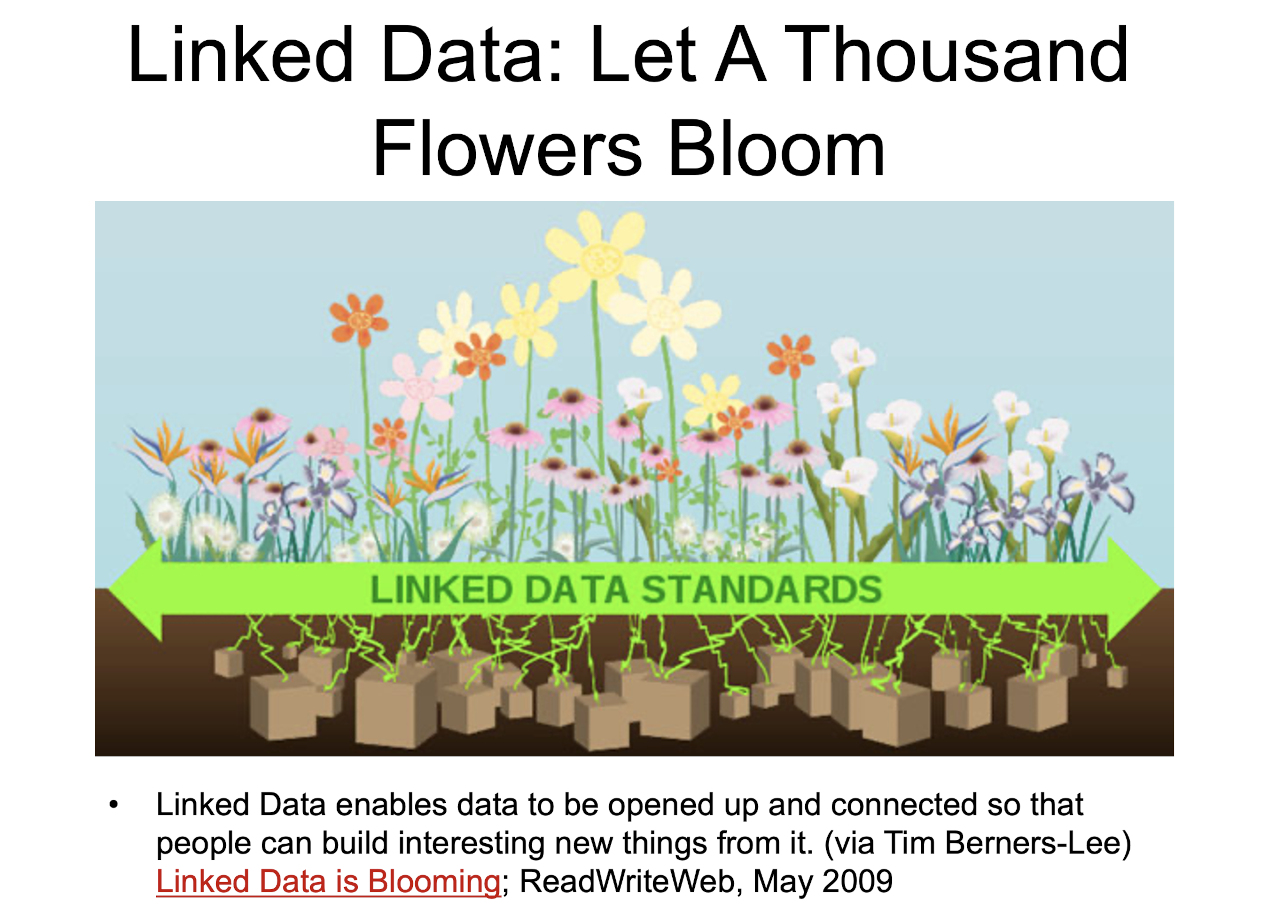 Linked Data: Let A Thousand
Flowers Bloom
LINKED DATA STANDARDS
• Linked Data enables data to be opened up and connected so that
people can build interesting new things from it. (via Tim Berners-Lee)
Linked Data is Blooming; ReadWriteWeb, May 2009